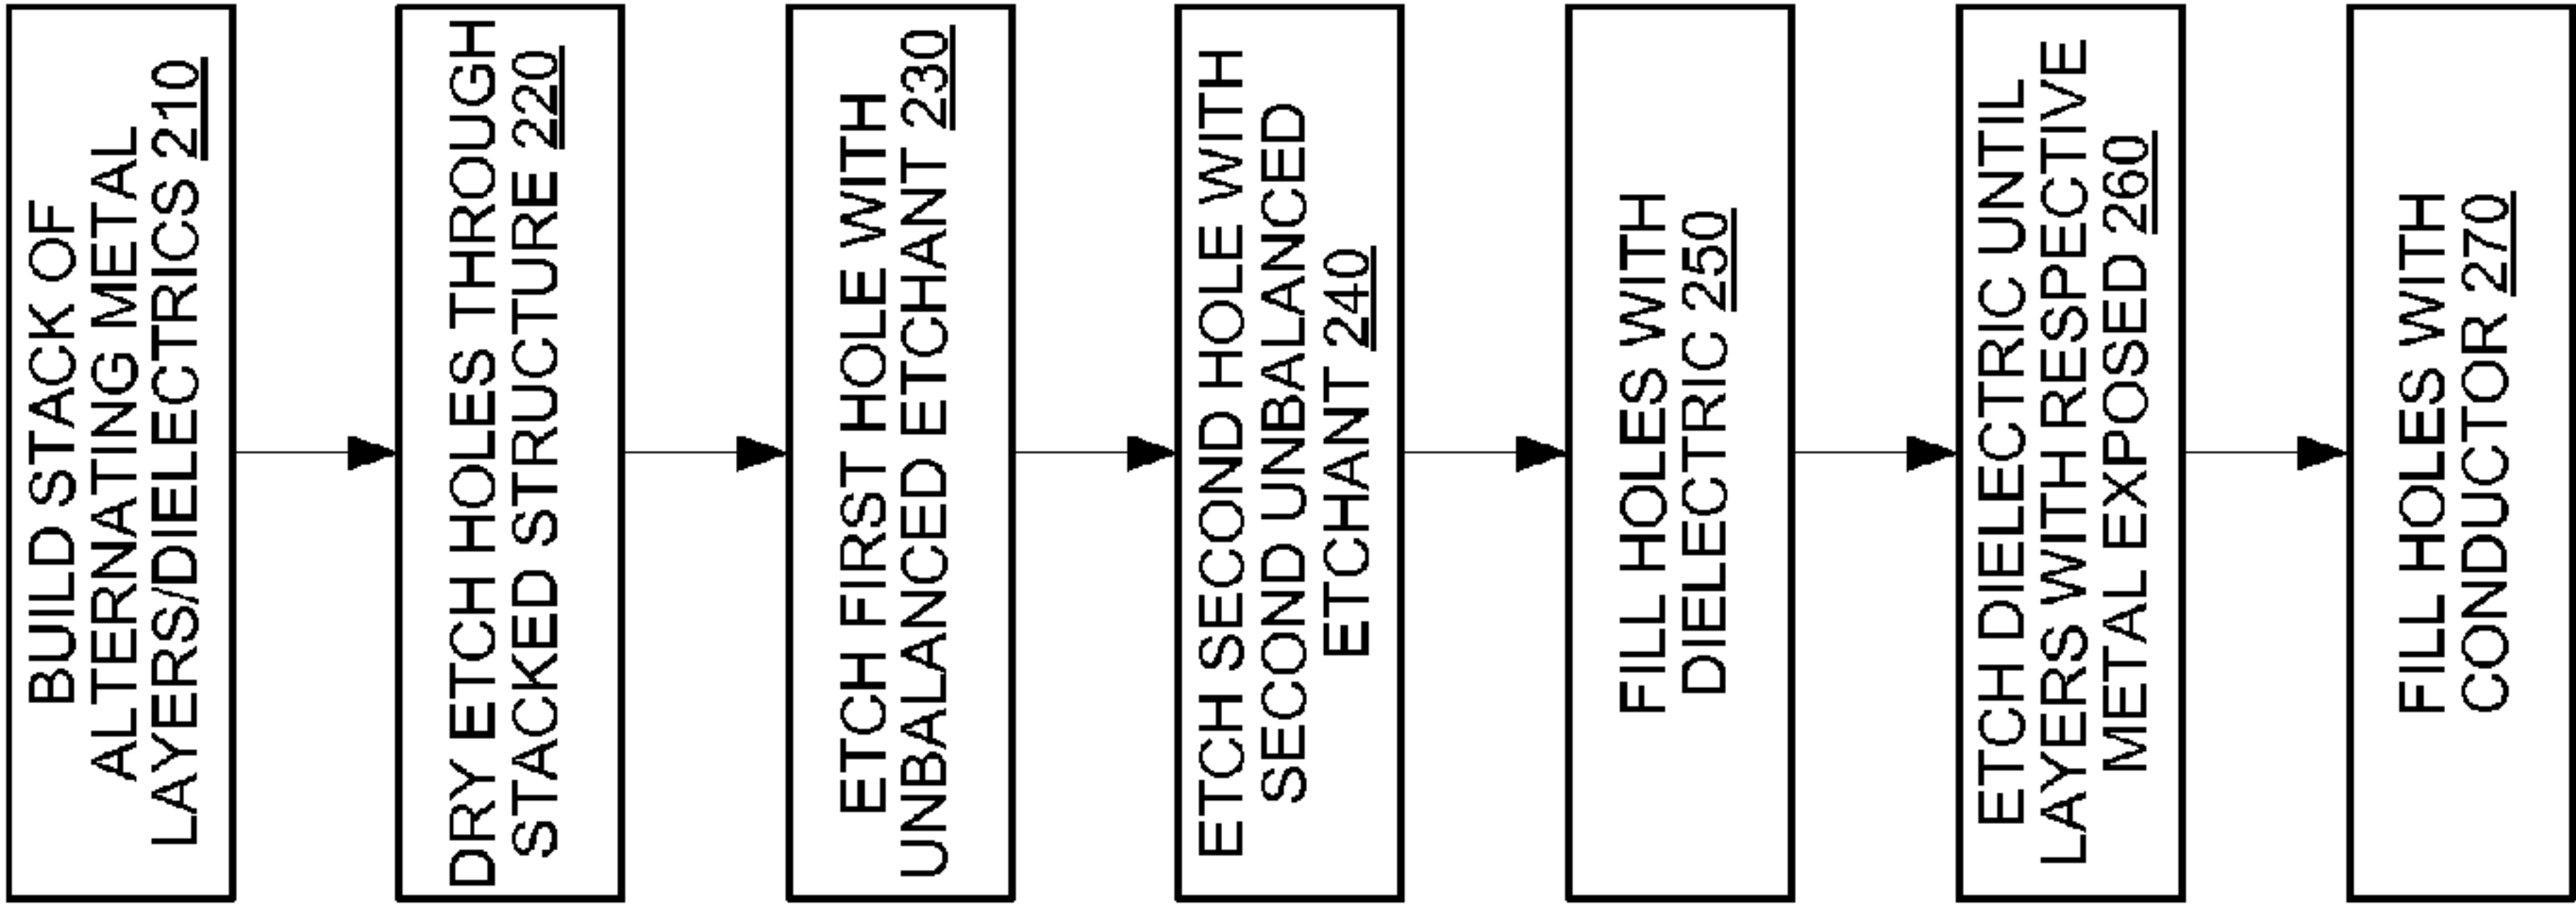 BUILD STACK OF
ALTERNATING METAL
LAYERS/DIELECTRICS 210
DRY ETCH HOLES THROUGH
STACKED STRUCTURE 220
ETCH FIRST HOLE WITH
UNBALANCED ETCHANT 230
ETCH SECOND HOLE WITH
SECOND UNBALANCED
ETCHANT 240
FILL HOLES WITH
DIELECTRIC 250
ETCH DIELECTRIC UNTIL
LAYERS WITH RESPECTIVE
METAL EXPOSED 260
FILL HOLES WITH
CONDUCTOR 270